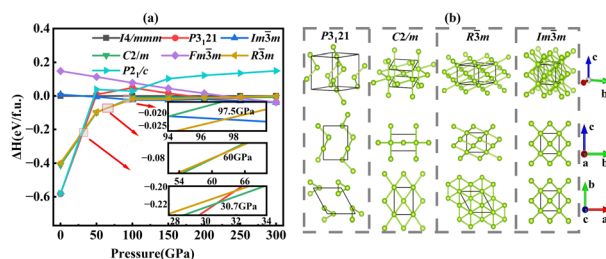 (a)
I4/mmm P3₁21 Im3̄m
C2/m Fm3̄m R3̄m
P2₁/c
ΔH(eV/f.u.)
0.4
0.2
0.0
−0.2
−0.4
−0.6
0 50 100 150 200 250 300
Pressure(GPa)
−0.020
−0.025
97.5GPa
94 96 98
−0.08
60GPa
54 60 66
−0.20
−0.22
30.7GPa
28 30 32 34
(b)
P3₁21 C2/m R3̄m Im3̄m
c
b
c
a b
b
c a